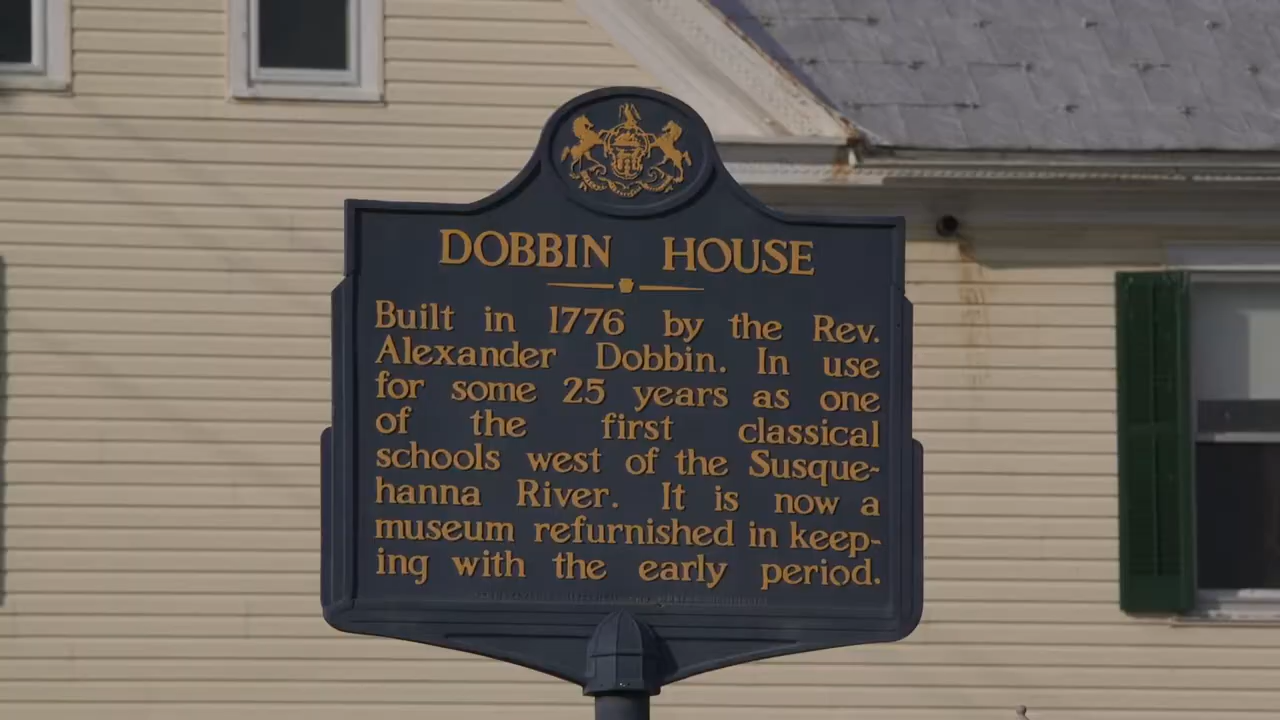 DOBBIN HOUSE
Built in 1776 by the Rev.
Alexander Dobbin. In use
for some 25 years as one
of the first classical
schools west of the Susque-
hanna River. It is now a
museum refurnished in keep-
ing with the early period.